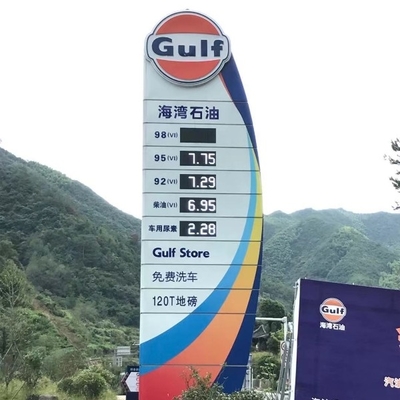 Gulf
海湾石油
98(VI)
95(VI) 7.75
92(VI) 7.29
柴油(VI) 6.95
车用尿素 2.28
Gulf Store
免费洗车
120T地磅
Gulf
海湾石油